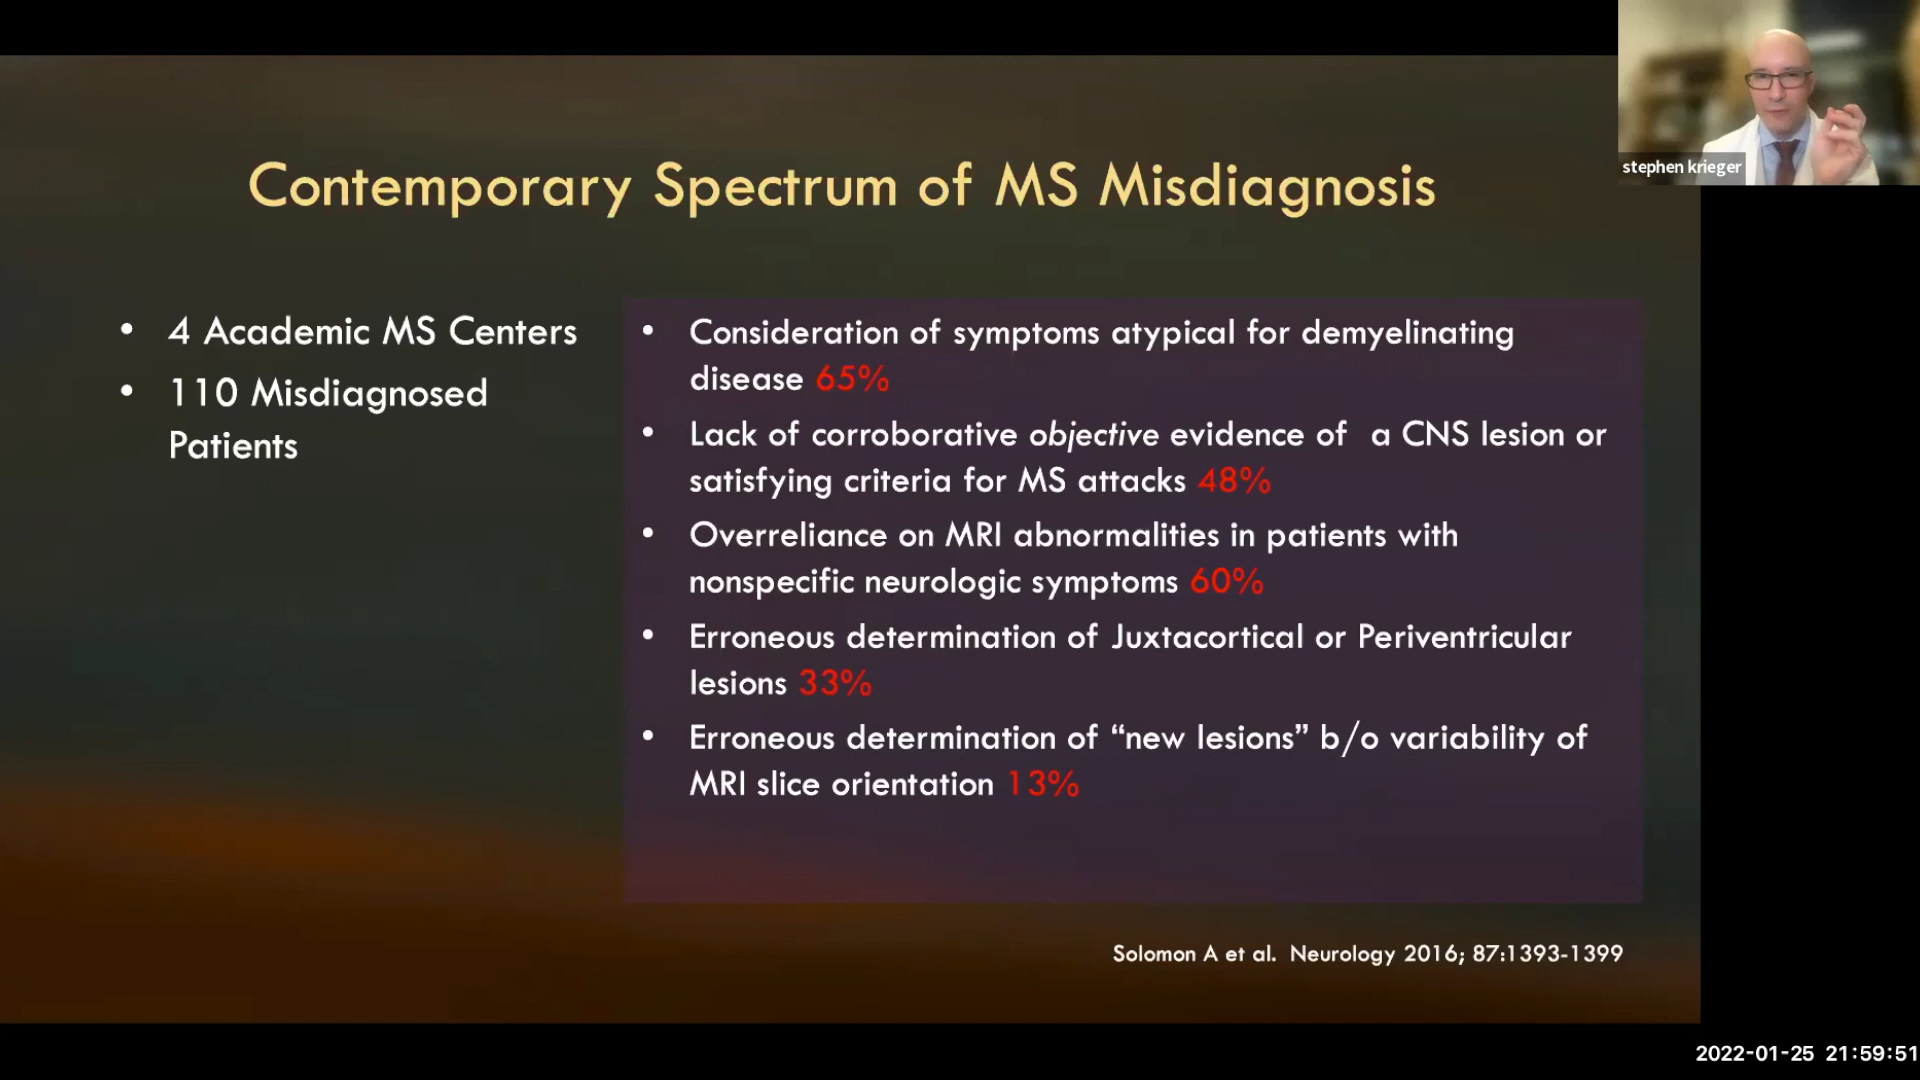 stephen krieger
Contemporary Spectrum of MS Misdiagnosis
• 4 Academic MS Centers
• 110 Misdiagnosed
Patients
• Consideration of symptoms atypical for demyelinating
disease 65%
• Lack of corroborative objective evidence of  a CNS lesion or
satisfying criteria for MS attacks 48%
• Overreliance on MRI abnormalities in patients with
nonspecific neurologic symptoms 60%
• Erroneous determination of Juxtacortical or Periventricular
lesions 33%
• Erroneous determination of “new lesions” b/o variability of
MRI slice orientation 13%
Solomon A et al.  Neurology 2016; 87:1393-1399
2022-01-25 21:59:51